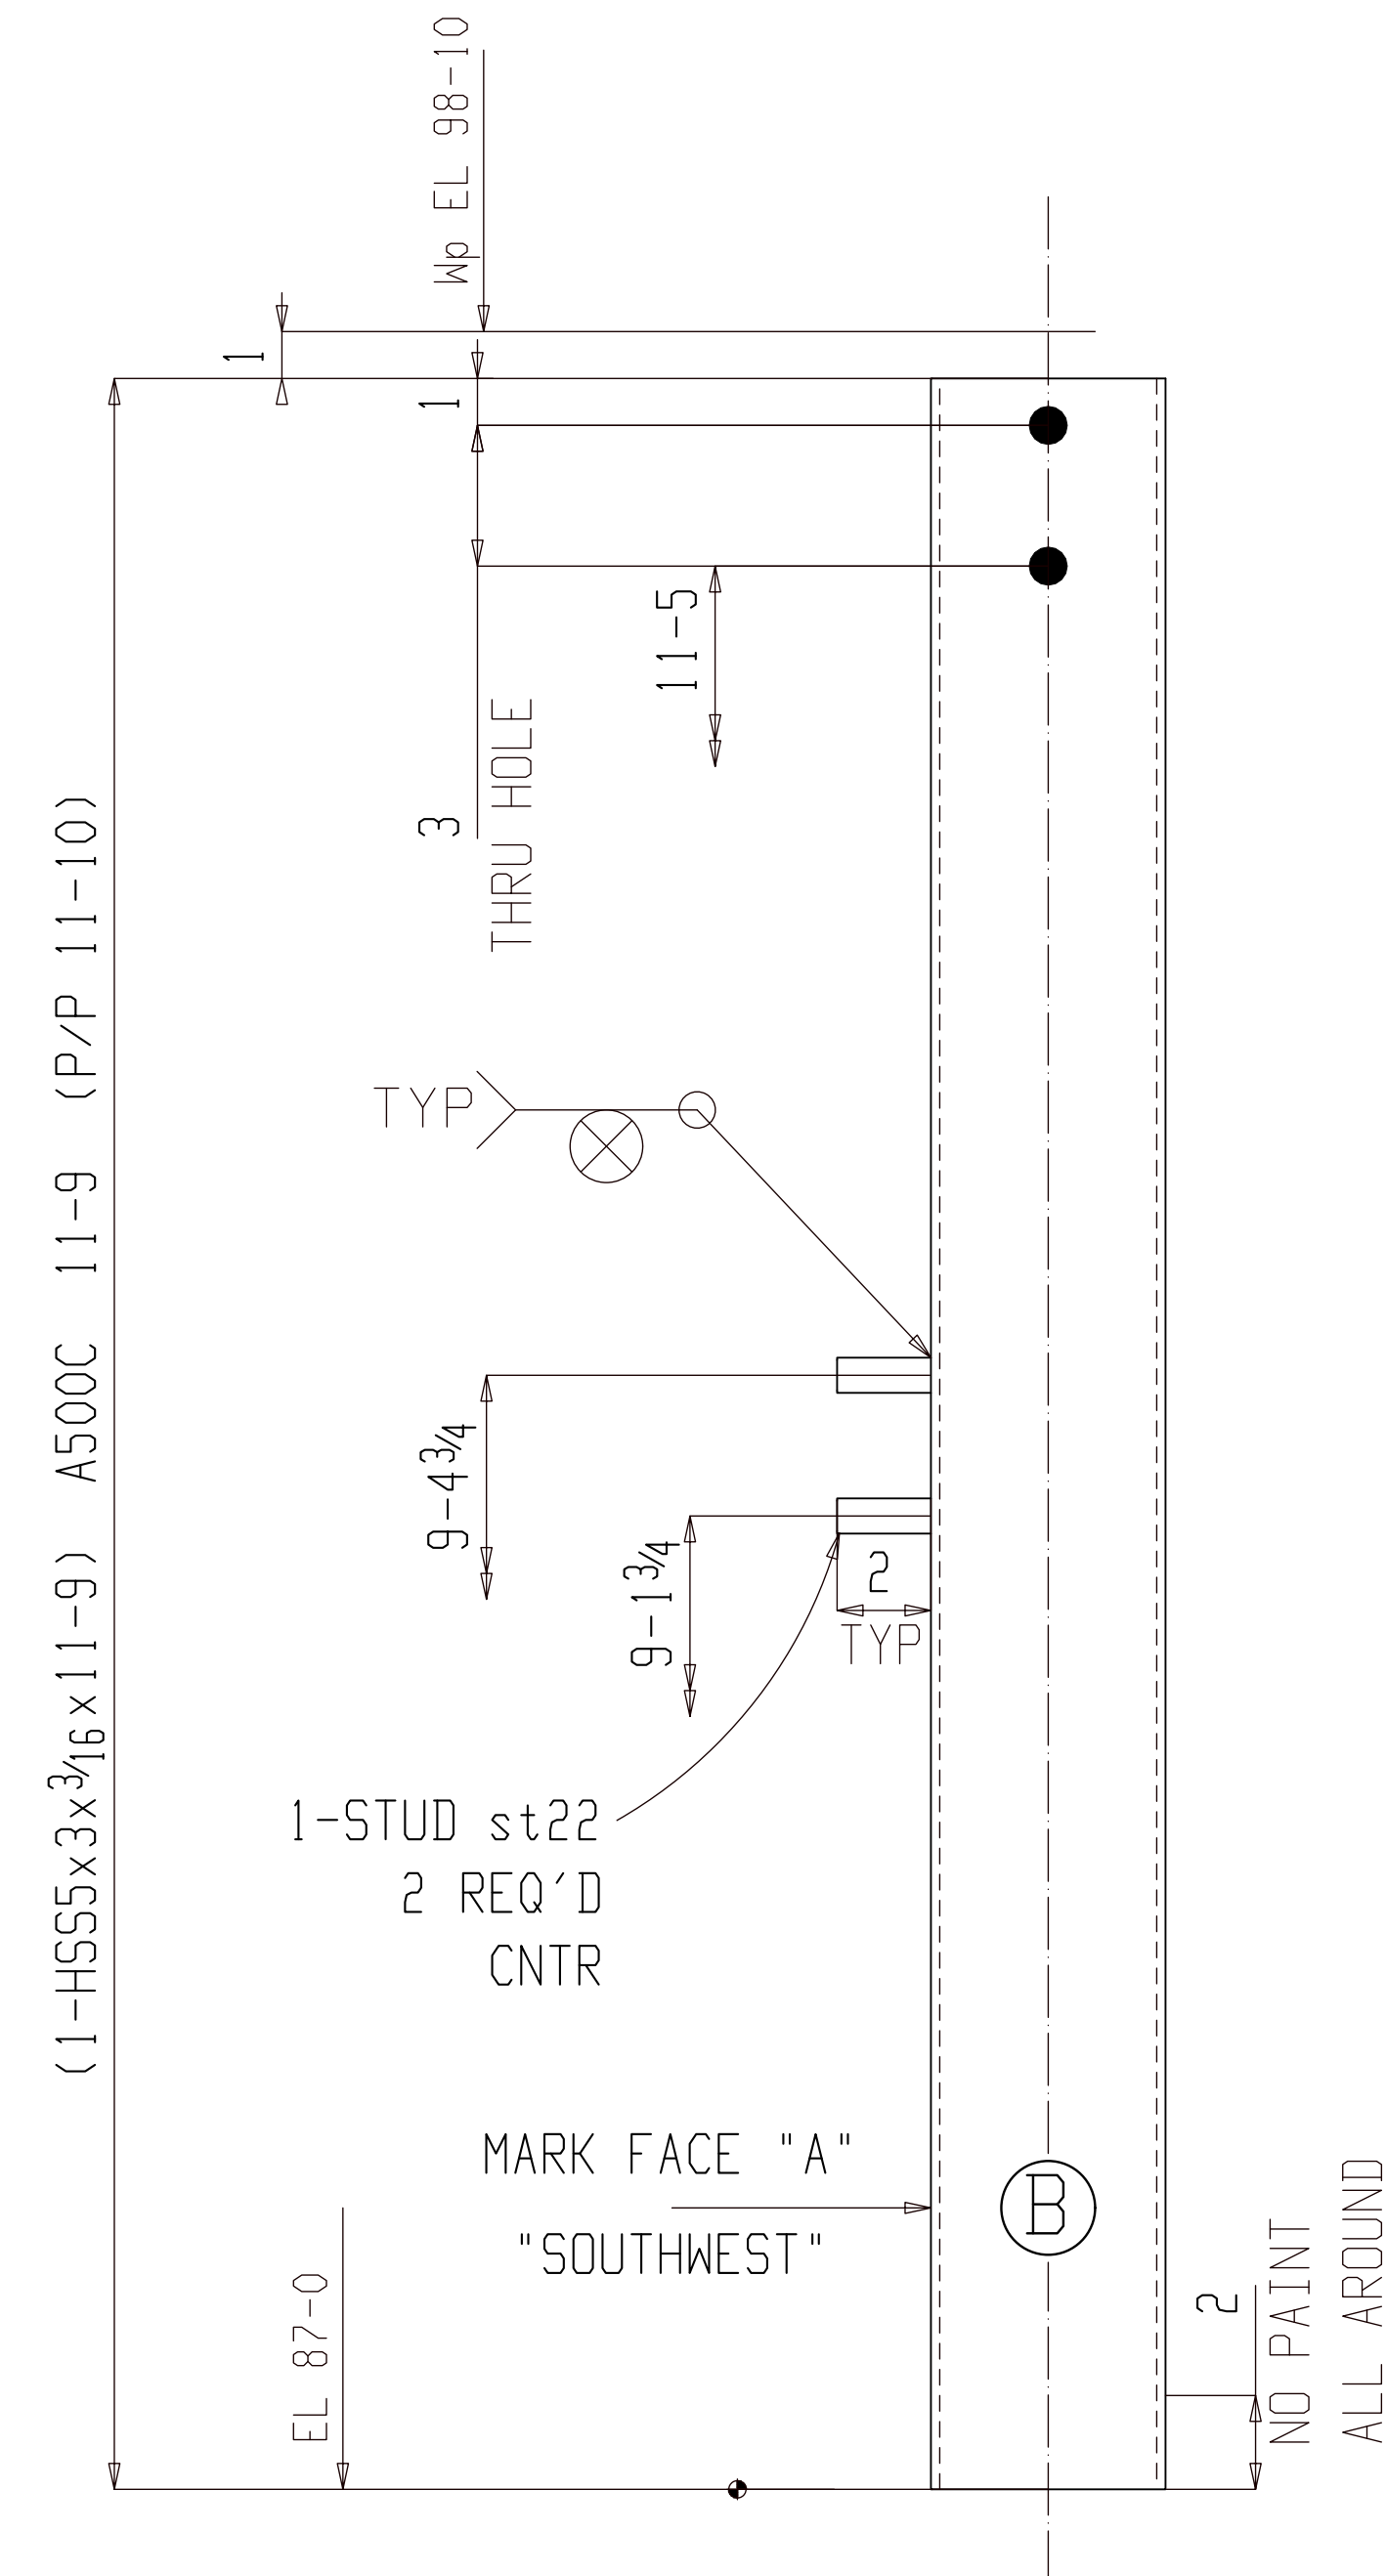 Wp EL 98-10
1
1
11-5
3
THRU HOLE
(1-HSS5x3x3/16x11-9) A500C 11-9 (P/P 11-10)
TYP
9-4 3/4
9-1 3/4
2
TYP
1-STUD st22
2 REQ'D
CNTR
MARK FACE "A"
"SOUTHWEST"
B
EL 87-0
2
NO PAINT
ALL AROUND